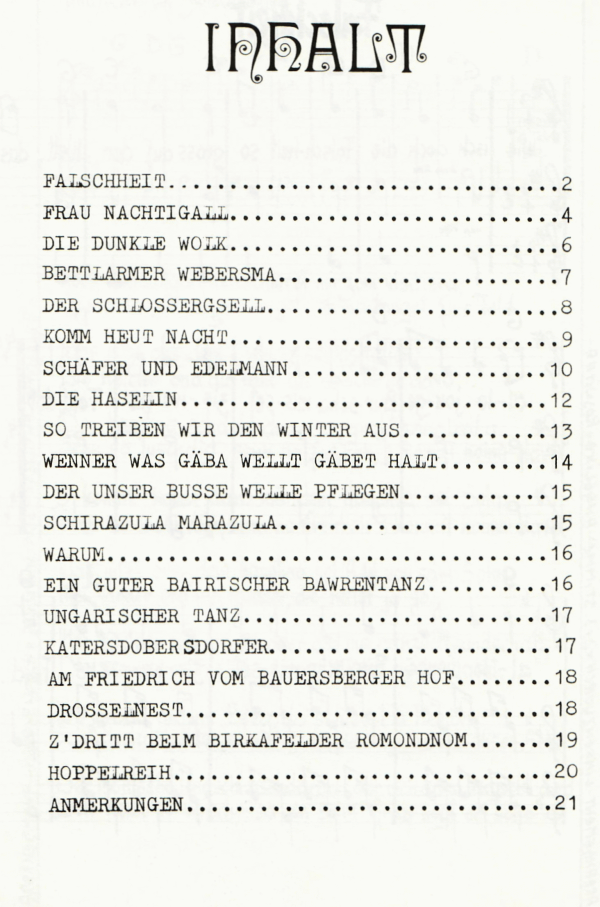 INHALT
FALSCHHEIT................................2
FRAU NACHTIGALL...........................4
DIE DUNKLE WOLK...........................6
BETTLARMER WEBERSMA.......................7
DER SCHLOSSERGSELL........................8
KOMM HEUT NACHT...........................9
SCHÄFER UND EDELMANN.....................10
DIE HASELIN..............................12
SO TREIBEN WIR DEN WINTER AUS............13
WENNER WAS GÄBA WELLT GÄBET HALT.........14
DER UNSER BUSSE WELLE PFLEGEN............15
SCHIRAZULA MARAZULA......................15
WARUM....................................16
EIN GUTER BAIRISCHER BAWRENTANZ..........16
UNGARISCHER TANZ.........................17
KATERSDOBERSDORFER.......................17
AM FRIEDRICH VOM BAUERSBERGER HOF........18
DROSSELNEST..............................18
Z'DRITT BEIM BIRKAFELDER ROMONDNOM.......19
HOPPELREIH...............................20
ANMERKUNGEN..............................21